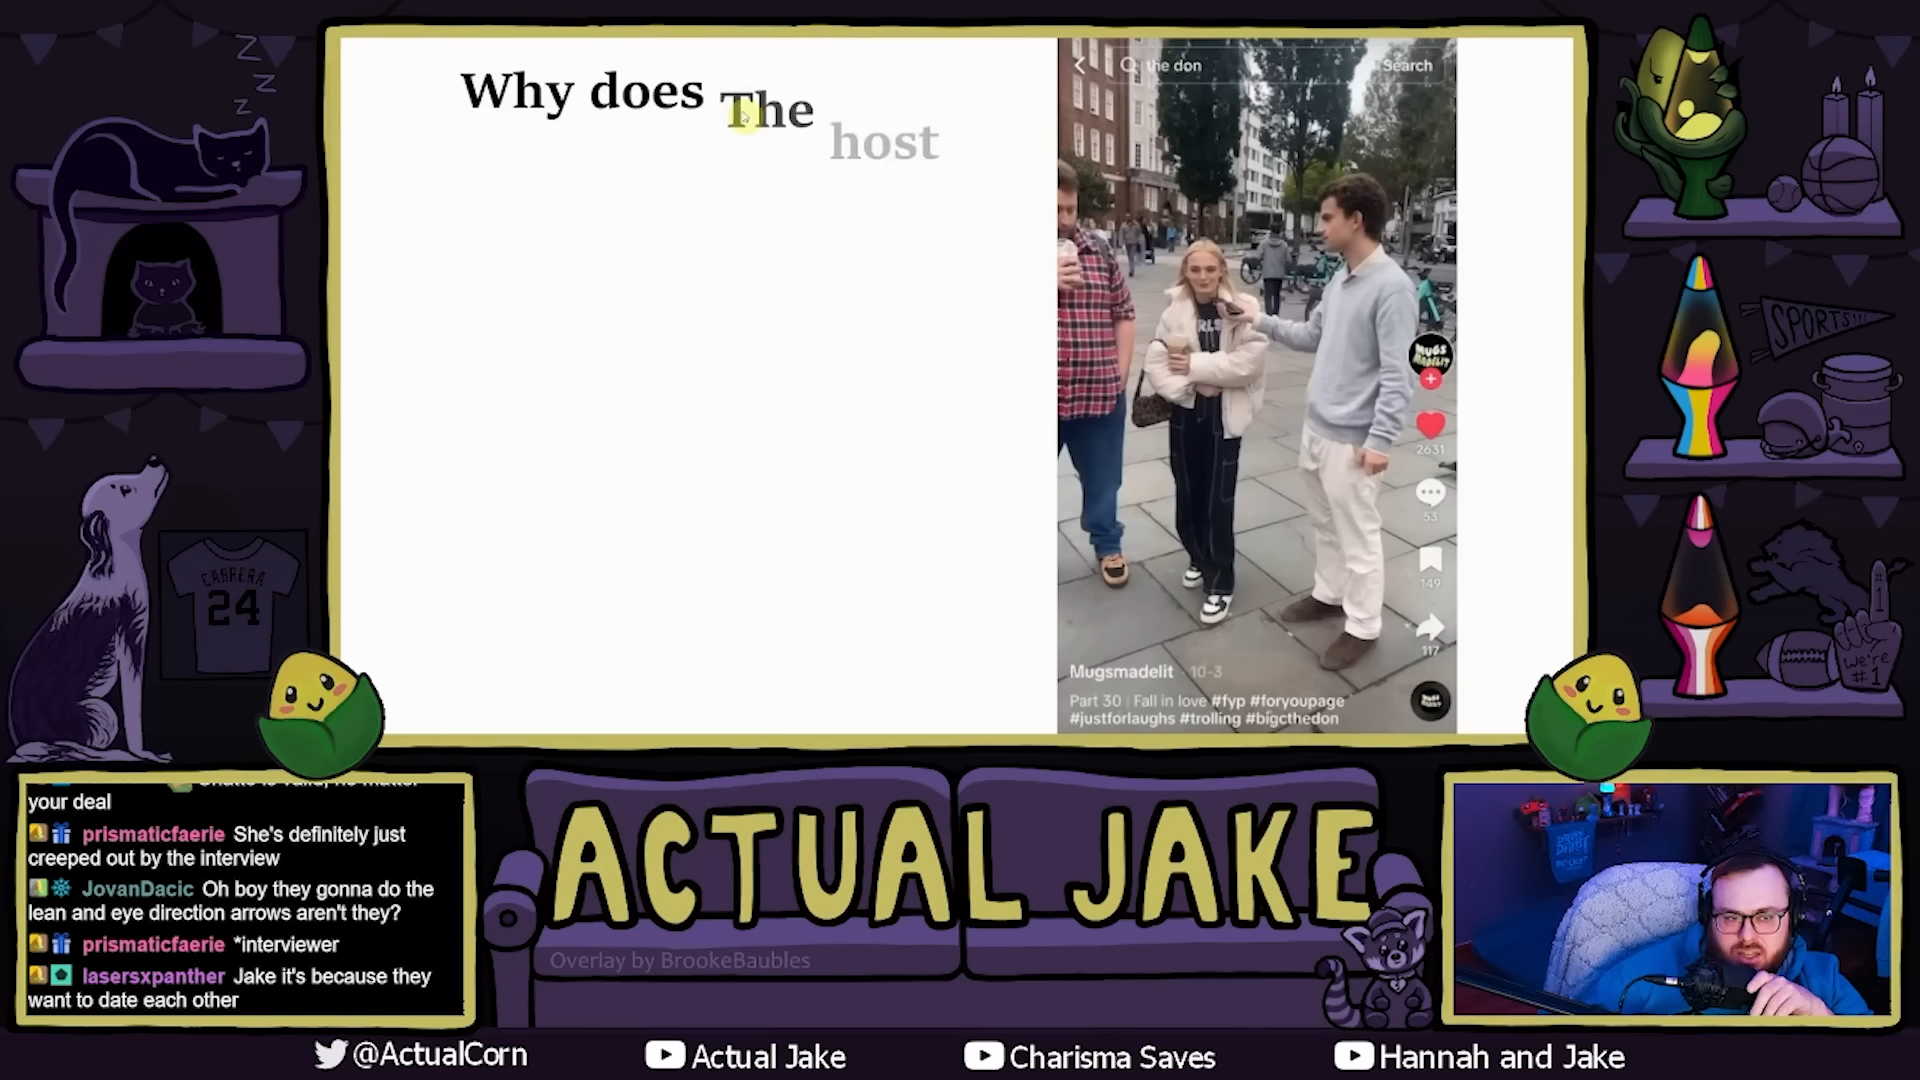 Why does The host
the don
Search
RLS
MUGS
MADELIT
2631
53
149
117
Mugsmadelit · 10-3
Part 30 | Fall in love #fyp #foryoupage
#justforlaughs #trolling #bigcthedon
Z
Z
Z
CABRERA
24
SPORTS!!!
#1
We're
#1
your deal
prismaticfaerie She's definitely just
creeped out by the interview
JovanDacic Oh boy they gonna do the
lean and eye direction arrows aren't they?
prismaticfaerie *interviewer
lasersxpanther Jake it's because they
want to date each other
ACTUAL JAKE
Overlay by BrookeBaubles
@ActualCorn
Actual Jake
Charisma Saves
Hannah and Jake